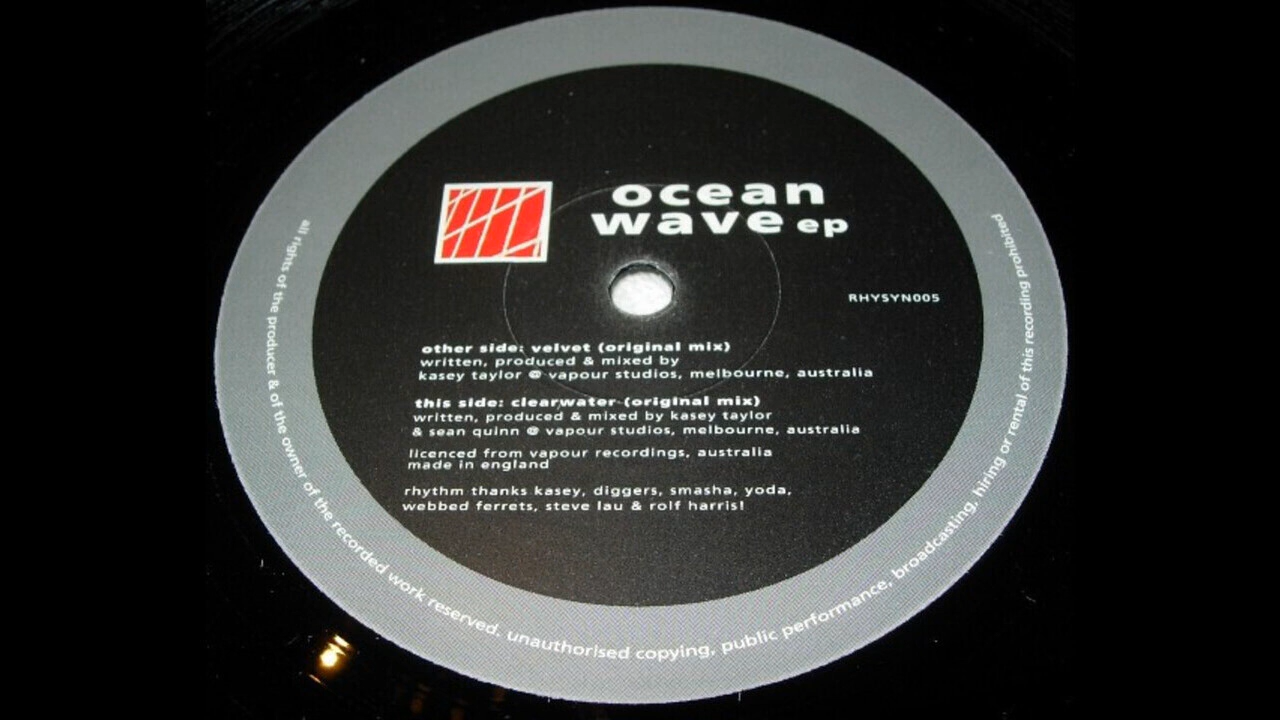 ocean
wave ep
RHYSYN005
other side: velvet (original mix)
written, produced & mixed by
kasey taylor @ vapour studios, melbourne, australia
this side: clearwater (original mix)
written, produced & mixed by kasey taylor
& sean quinn @ vapour studios, melbourne, australia
licenced from vapour recordings, australia
made in england
rhythm thanks kasey, diggers, smasha, yoda,
webbed ferrets, steve lau & rolf harris!
all rights of the producer & of the owner of the recorded work reserved. unauthorised copying, public performance, broadcasting, hiring or rental of this recording prohibited